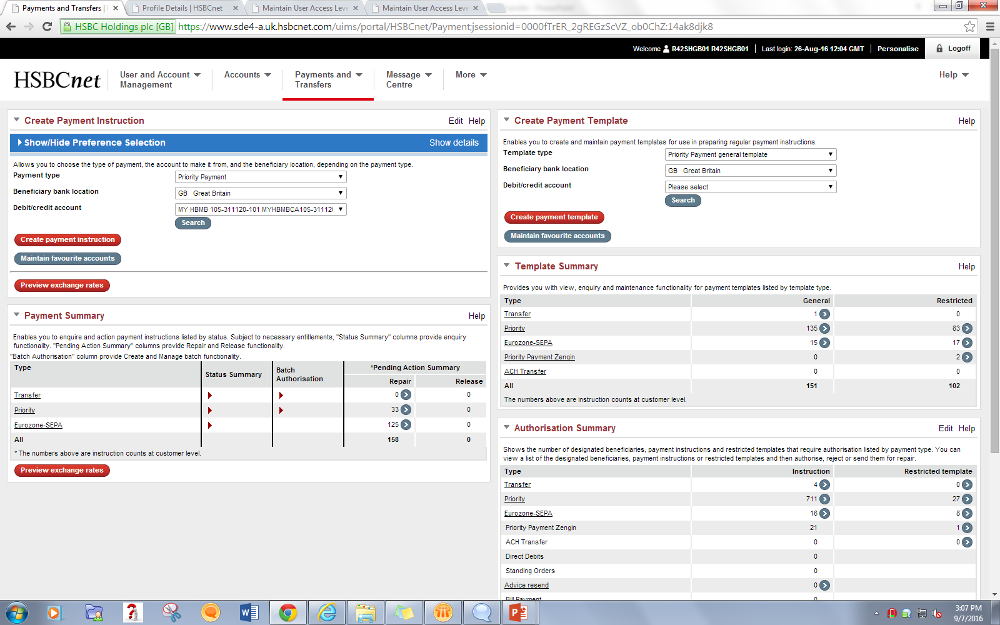 Payments and Transfers |
Profile Details | HSBCnet
Maintain User Access Leve
Maintain User Access Leve
HSBC Holdings plc [GB] https://www.sde4-a.uk.hsbcnet.com/uims/portal/HSBCnet/Payment;jsessionid=0000fTrER_2gREGzScVZ_ob0ChZ:14ak8djk8
Welcome R42SHGB01 R42SHGB01 Last login: 26-Aug-16 12:04 GMT Personalise Logoff
HSBCnet
User and Account Management
Accounts
Payments and Transfers
Message Centre
More
Help
Create Payment Instruction Edit Help
Show/Hide Preference Selection Show details
Allows you to choose the type of payment, the account to make it from, and the beneficiary location, depending on the payment type.
Payment type Priority Payment
Beneficiary bank location GB Great Britain
Debit/credit account MY HBMB 105-311120-101 MYHBMBCA105-31112
Search
Create payment instruction
Maintain favourite accounts
Preview exchange rates
Payment Summary Help
Enables you to enquire and action payment instructions listed by status. Subject to necessary entitlements, "Status Summary" columns provide enquiry
functionality. "Pending Action Summary" columns provide Repair and Release functionality.
"Batch Authorisation" column provide Create and Manage batch functionality.
Type Status Summary Batch Authorisation *Pending Action Summary
Repair Release
Transfer 0 0
Priority 33 0
Eurozone-SEPA 125 0
All 158 0
* The numbers above are instruction counts at customer level.
Preview exchange rates
Create Payment Template Help
Enables you to create and maintain payment templates for use in preparing regular payment instructions.
Template type Priority Payment general template
Beneficiary bank location GB Great Britain
Debit/credit account Please select
Search
Create payment template
Maintain favourite accounts
Template Summary Help
Provides you with view, enquiry and maintenance functionality for payment templates listed by template type.
Type General Restricted
Transfer 1 0
Priority 135 83
Eurozone-SEPA 15 17
Priority Payment Zengin 0 2
ACH Transfer 0 0
All 151 102
The numbers above are instruction counts at customer level.
Authorisation Summary Edit Help
Shows the number of designated beneficiaries, payment instructions and restricted templates that require authorisation listed by payment type. You can
view a list of the designated beneficiaries, payment instructions or restricted templates and then authorise, reject or send them for repair.
Type Instruction Restricted template
Transfer 4 0
Priority 711 27
Eurozone-SEPA 16 8
Priority Payment Zengin 21 1
ACH Transfer 0 0
Direct Debits 0
Standing Orders 0
Advice resend 0
Bill Payment 0
3:07 PM
9/7/2016